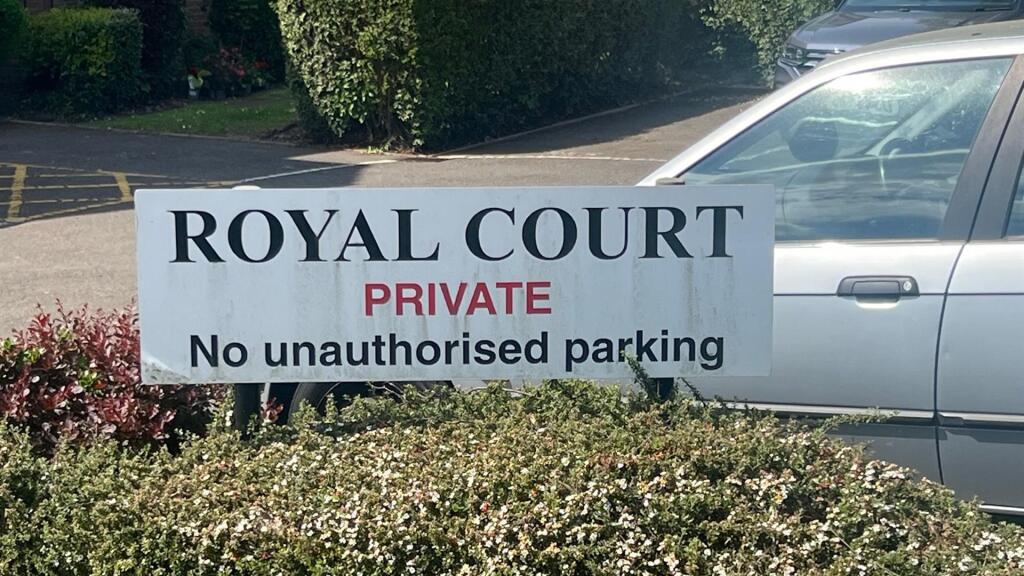 ROYAL COURT
PRIVATE
No unauthorised parking